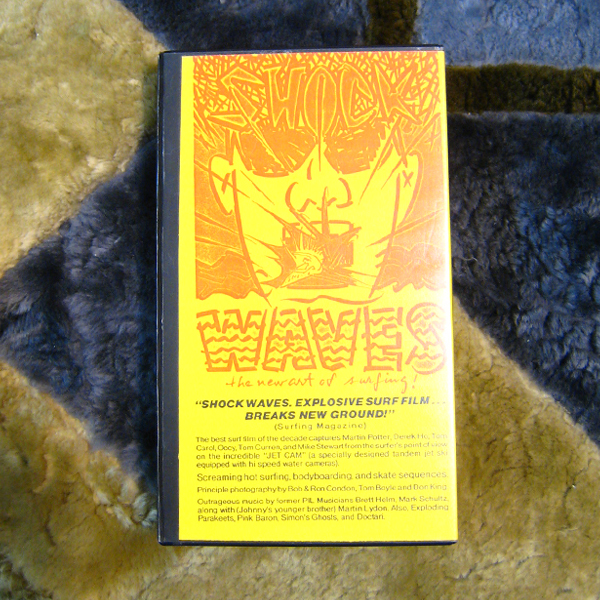 SHOCK
WAVES
the new art of surfing!
"SHOCK WAVES. EXPLOSIVE SURF FILM...
BREAKS NEW GROUND!"
(Surfing Magazine)
The best surf film of the decade captures Martin Potter, Derek Hu, Tom
Carol, Occy, Tom Curren, and Mike Stewart from the surfer's point of view
on the incredible "JET CAM" (a specially designed tandem jet ski
equipped with hi speed water cameras).
Screaming hot surfing, bodyboarding, and skate sequences.
Principle photography by Rob & Ron Condon, Tom Boyle and Don King.
Outrageous music by former PIL Musicians Brett Helm, Mark Schultz,
along with (Johnny's younger brother) Martin Lydon. Also, Exploding
Parakeets, Pink Baron, Simon's Ghosts, and Doctari.